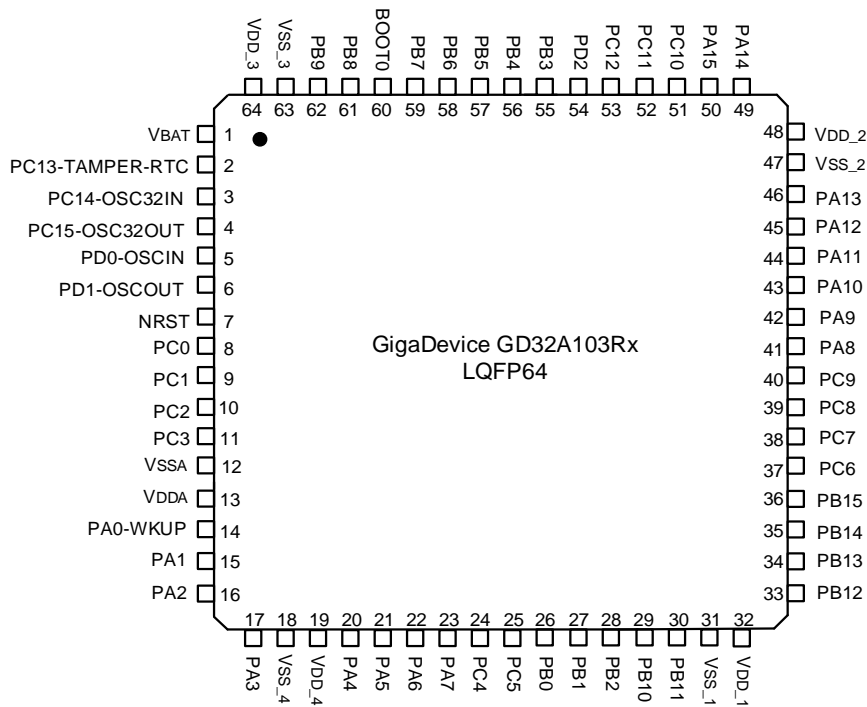 VDD_3 VSS_3 PB9 PB8 BOOT0 PB7 PB6 PB5 PB4 PB3 PD2 PC12 PC11 PC10 PA15 PA14
64 63 62 61 60 59 58 57 56 55 54 53 52 51 50 49
VBAT 1 48 VDD_2
PC13-TAMPER-RTC 2 47 VSS_2
PC14-OSC32IN 3 46 PA13
PC15-OSC32OUT 4 45 PA12
PD0-OSCIN 5 44 PA11
PD1-OSCOUT 6 43 PA10
NRST 7 42 PA9
PC0 8 41 PA8
PC1 9 40 PC9
PC2 10 39 PC8
PC3 11 38 PC7
VSSA 12 37 PC6
VDDA 13 36 PB15
PA0-WKUP 14 35 PB14
PA1 15 34 PB13
PA2 16 33 PB12
GigaDevice GD32A103Rx
LQFP64
17 18 19 20 21 22 23 24 25 26 27 28 29 30 31 32
PA3 VSS_4 VDD_4 PA4 PA5 PA6 PA7 PC4 PC5 PB0 PB1 PB2 PB10 PB11 VSS_1 VDD_1